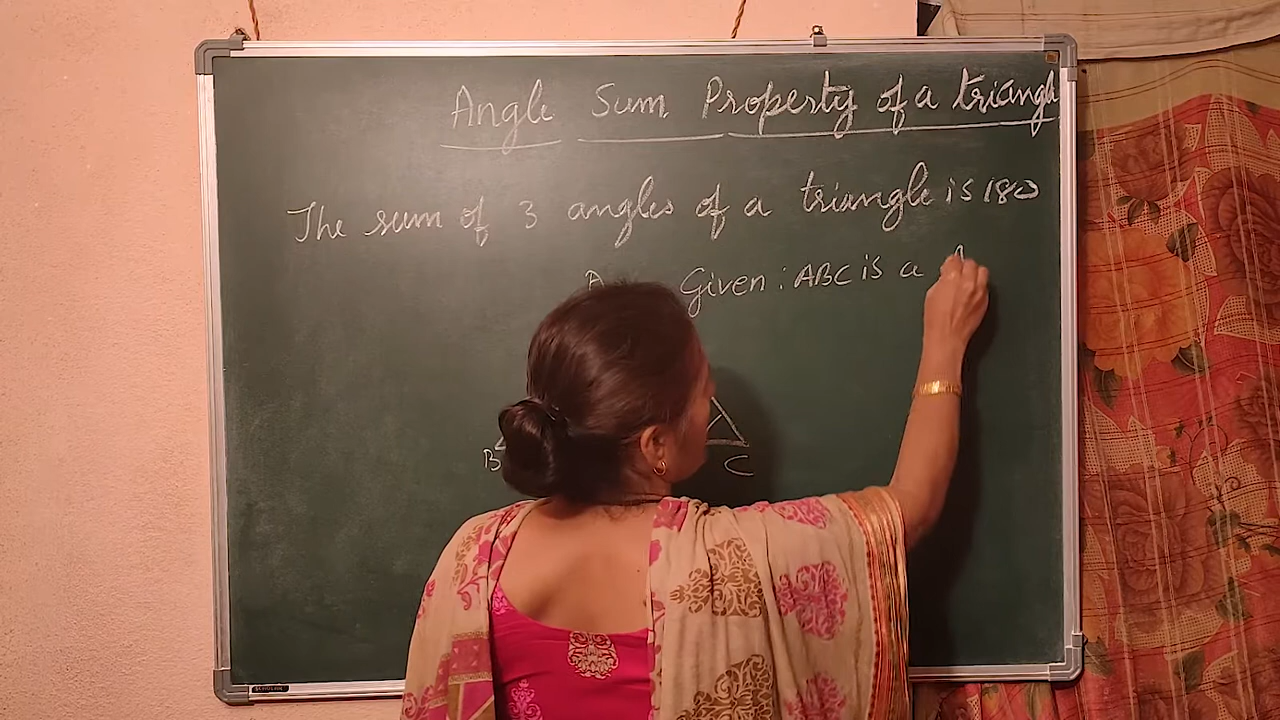 Angle Sum Property of a triangle
The sum of 3 angles of a triangle is 180
A
Given : ABC is a
B
C